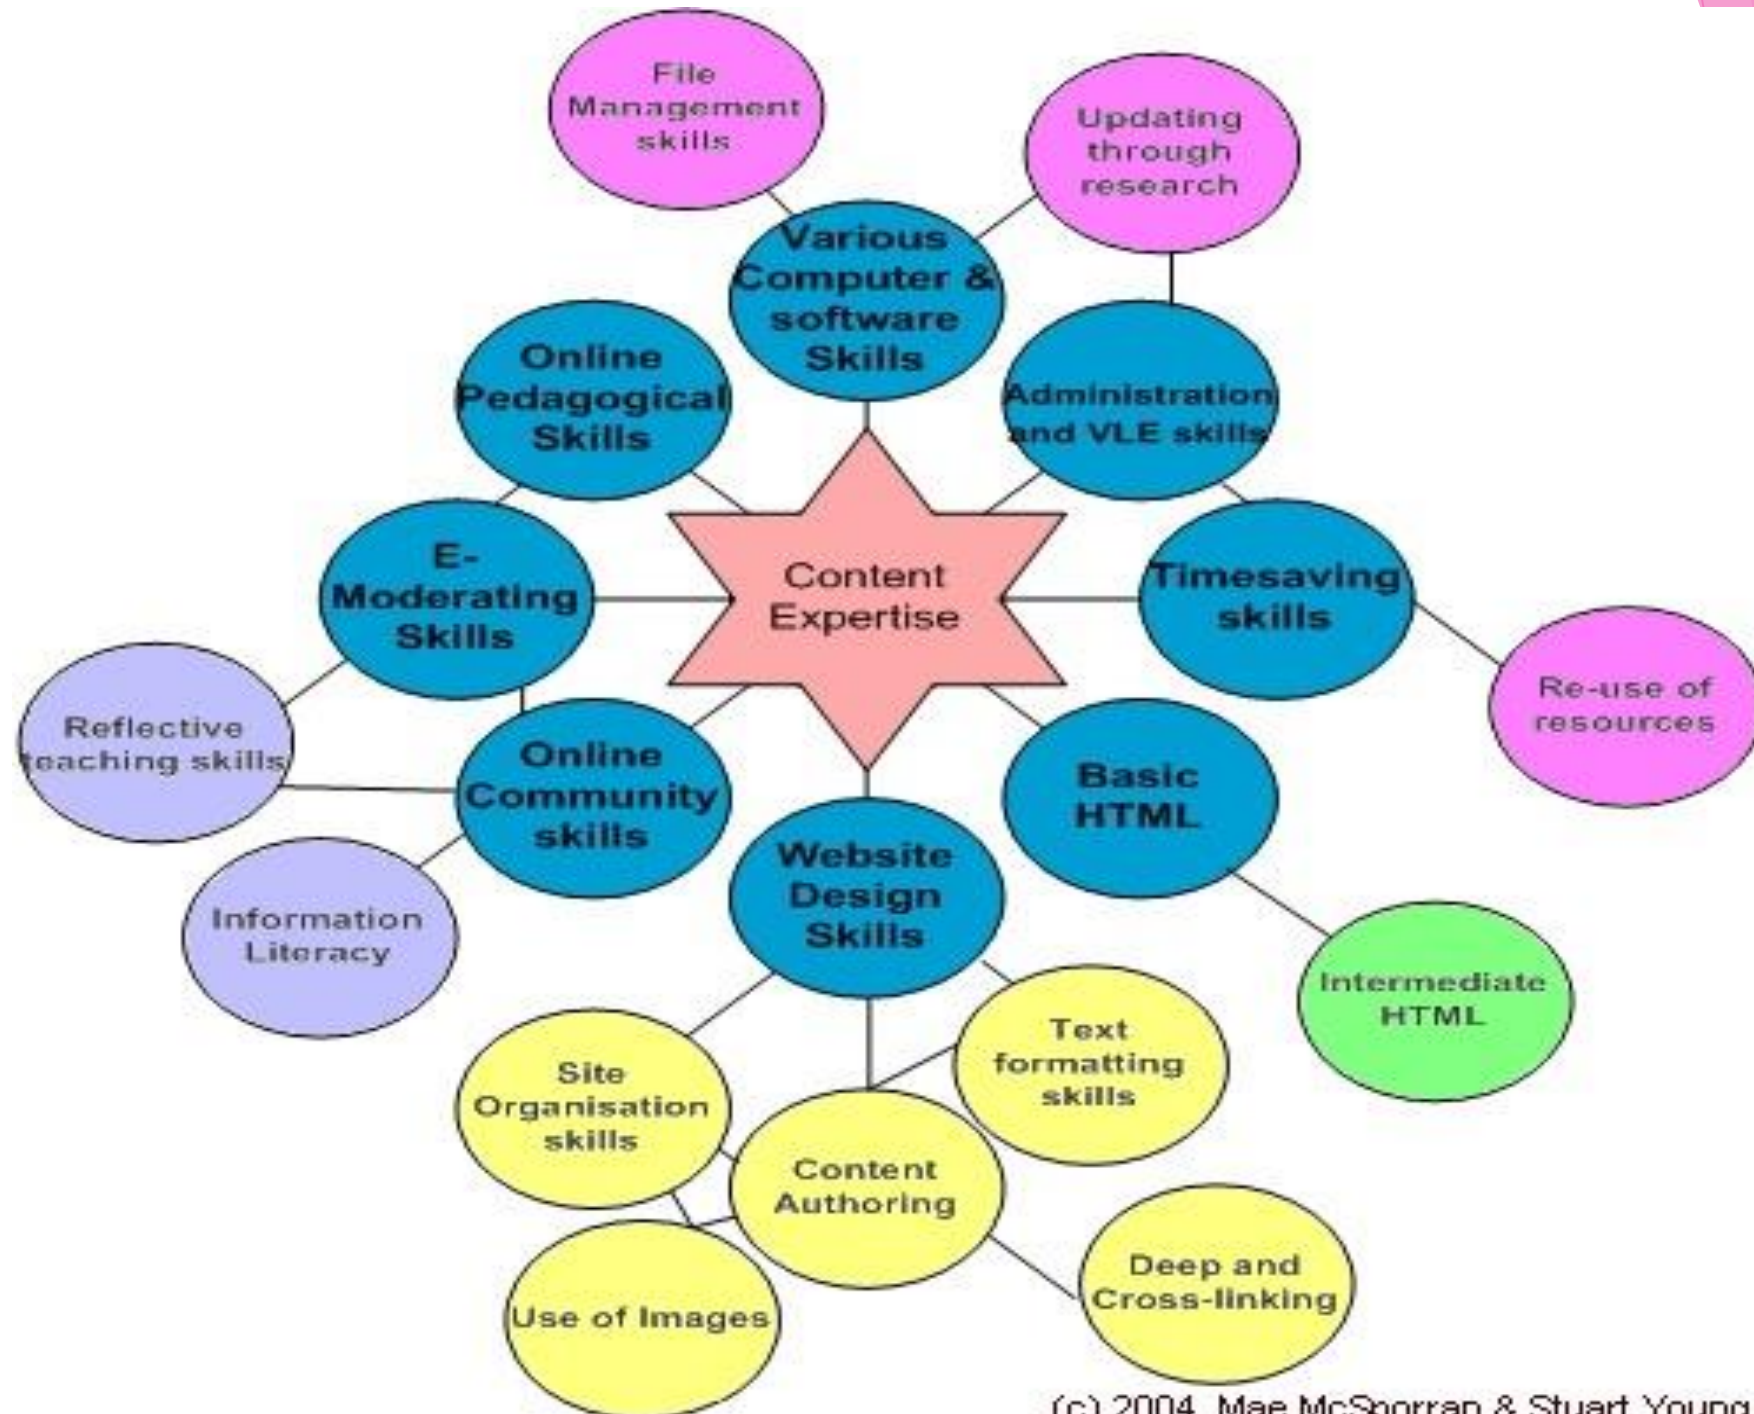 File
Management
skills
Updating
through
research
Various
Computer &
software
Skills
Online
Pedagogical
Skills
Administration
and VLE skills
E-
Moderating
Skills
Content
Expertise
Timesaving
skills
Re-use of
resources
Reflective
teaching skills
Online
Community
skills
Basic
HTML
Website
Design
Skills
Information
Literacy
Intermediate
HTML
Text
formatting
skills
Site
Organisation
skills
Content
Authoring
Deep and
Cross-linking
Use of Images
(c) 2004 Mae McSporran & Stuart Young